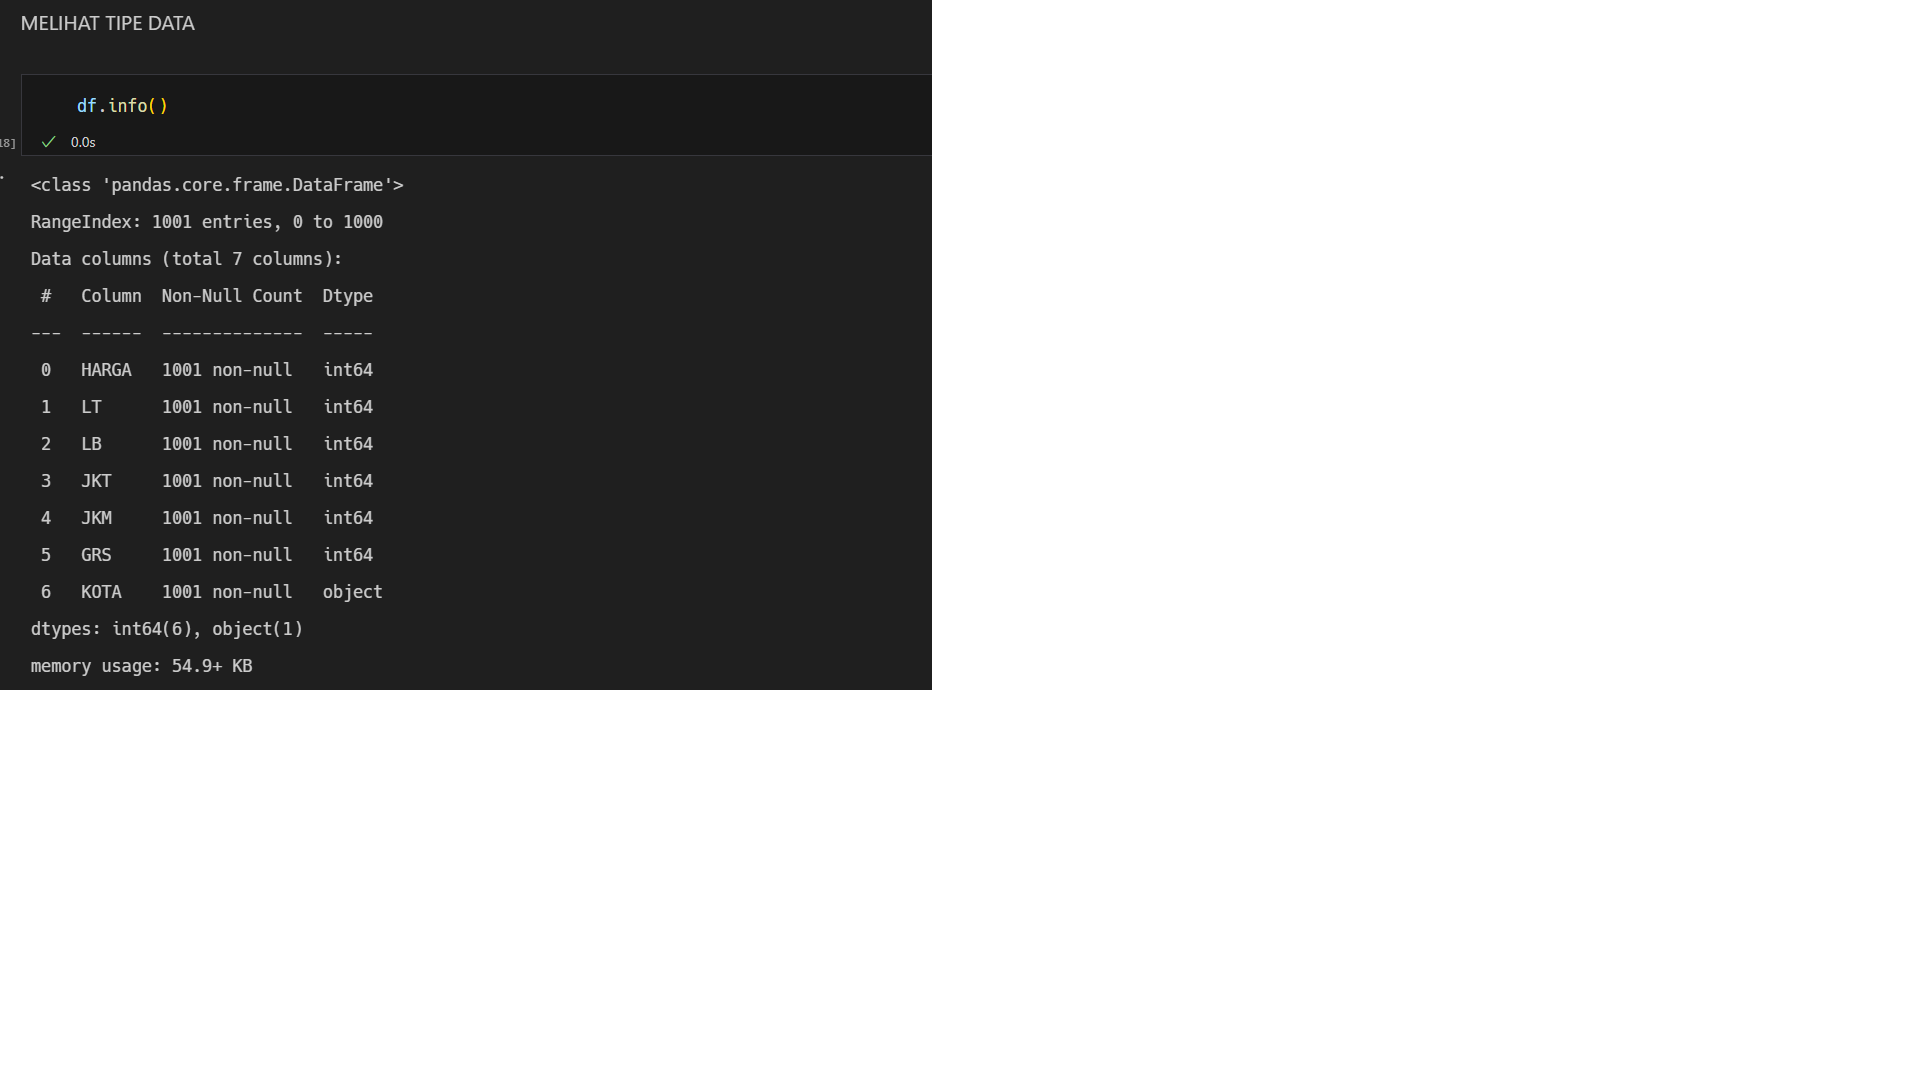 MELIHAT TIPE DATA
df.info()
18]
0.0s
<class 'pandas.core.frame.DataFrame'>
RangeIndex: 1001 entries, 0 to 1000
Data columns (total 7 columns):
 #   Column  Non-Null Count  Dtype
---  ------  --------------  -----
 0   HARGA   1001 non-null   int64
 1   LT      1001 non-null   int64
 2   LB      1001 non-null   int64
 3   JKT     1001 non-null   int64
 4   JKM     1001 non-null   int64
 5   GRS     1001 non-null   int64
 6   KOTA    1001 non-null   object
dtypes: int64(6), object(1)
memory usage: 54.9+ KB